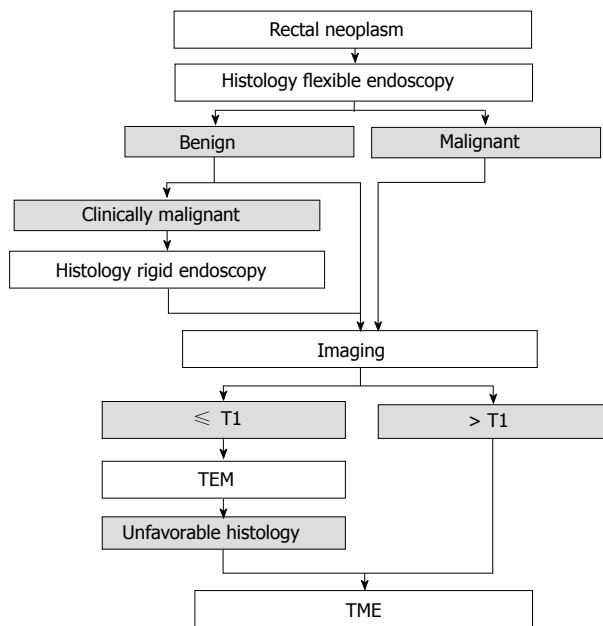 Rectal neoplasm
Histology flexible endoscopy
Benign
Malignant
Clinically malignant
Histology rigid endoscopy
Imaging
≤ T1
> T1
TEM
Unfavorable histology
TME